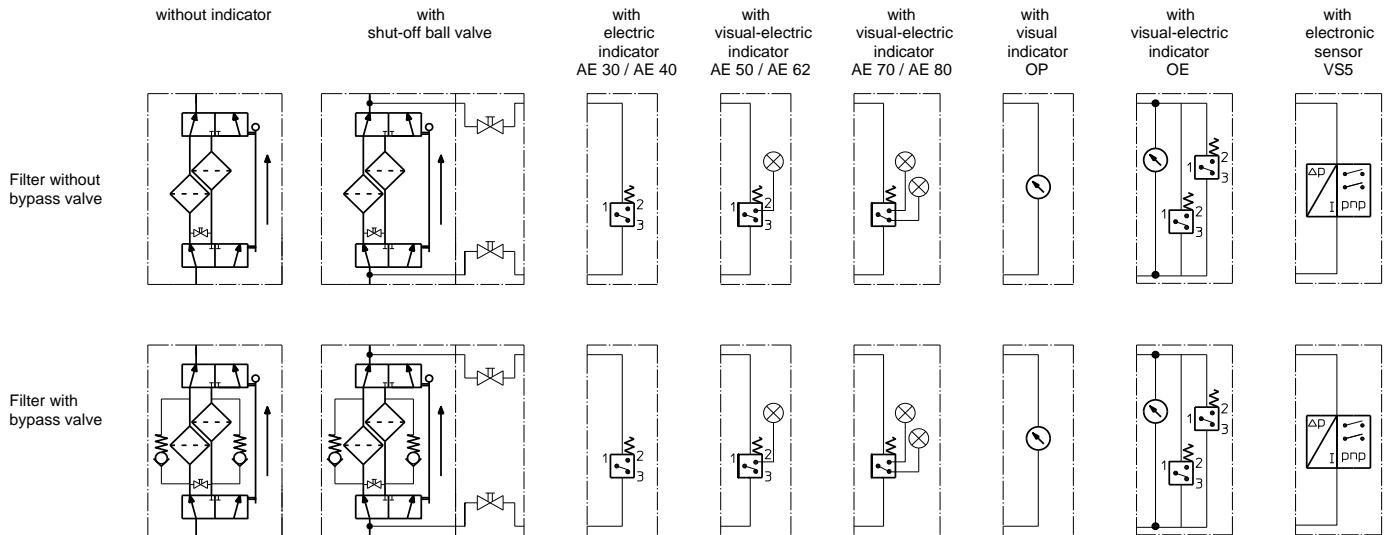 without indicator
with
shut-off ball valve
with
electric
indicator
AE 30 / AE 40
with
visual-electric
indicator
AE 50 / AE 62
with
visual-electric
indicator
AE 70 / AE 80
with
visual
indicator
OP
with
visual-electric
indicator
OE
with
electronic
sensor
VS5
Filter without
bypass valve
1 2
3
1 2
3
1 2
3
1 2
3
Δp
I pnp
Filter with
bypass valve
1 2
3
1 2
3
1 2
3
1 2
3
Δp
I pnp